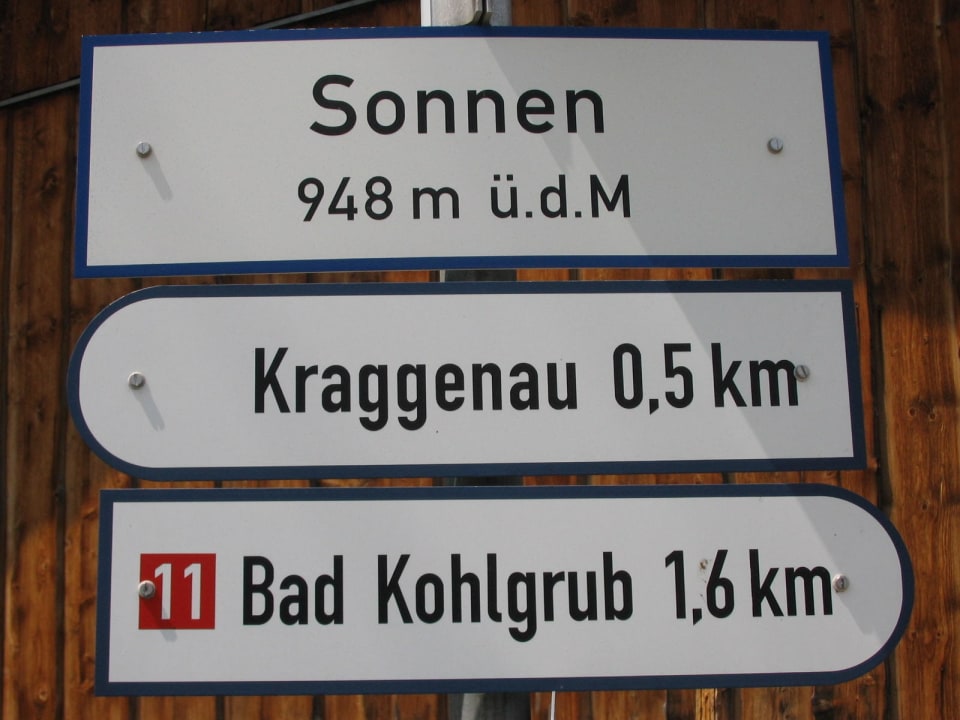 Sonnen
948 m ü.d.M
Kraggenau 0,5 km
11 Bad Kohlgrub 1,6 km